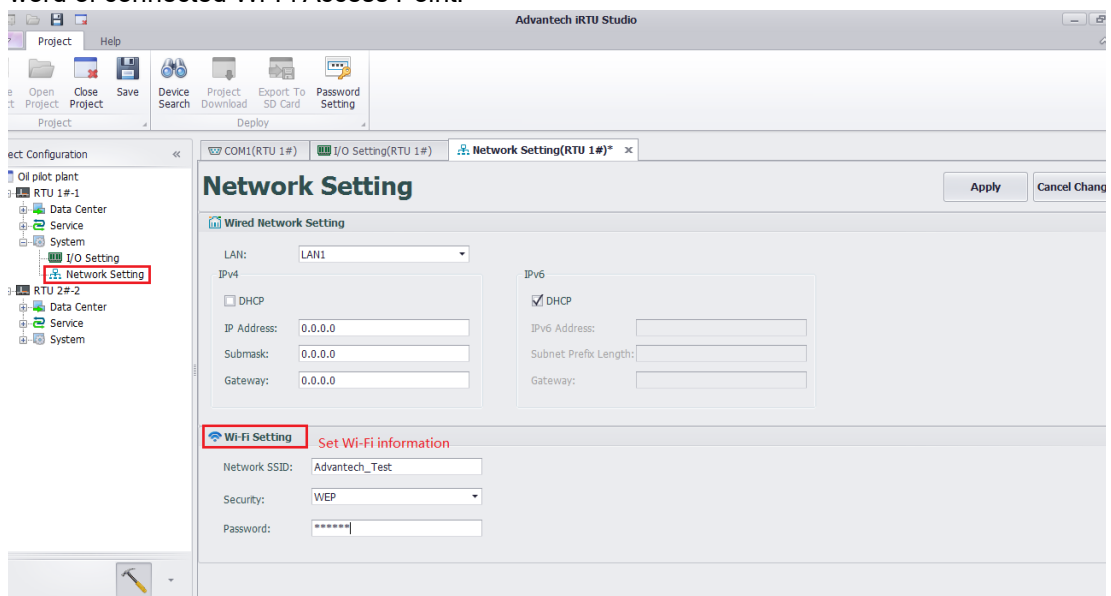 word of connected Wi-Fi Access Point.
Advantech iRTU Studio
Project Help
Open Project
Close Project
Save
Device Search
Project Download
Export To SD Card
Password Setting
Project
Deploy
ect Configuration
COM1(RTU 1#)
I/O Setting(RTU 1#)
Network Setting(RTU 1#)*
Oil pilot plant
RTU 1#-1
Data Center
Service
System
I/O Setting
Network Setting
RTU 2#-2
Data Center
Service
System
Network Setting
Apply
Cancel Chang
Wired Network Setting
LAN: LAN1
IPv4
DHCP
IP Address: 0.0.0.0
Submask: 0.0.0.0
Gateway: 0.0.0.0
IPv6
DHCP
IPv6 Address:
Subnet Prefix Length:
Gateway:
Wi-Fi Setting
Set Wi-Fi information
Network SSID: Advantech_Test
Security: WEP
Password: ******